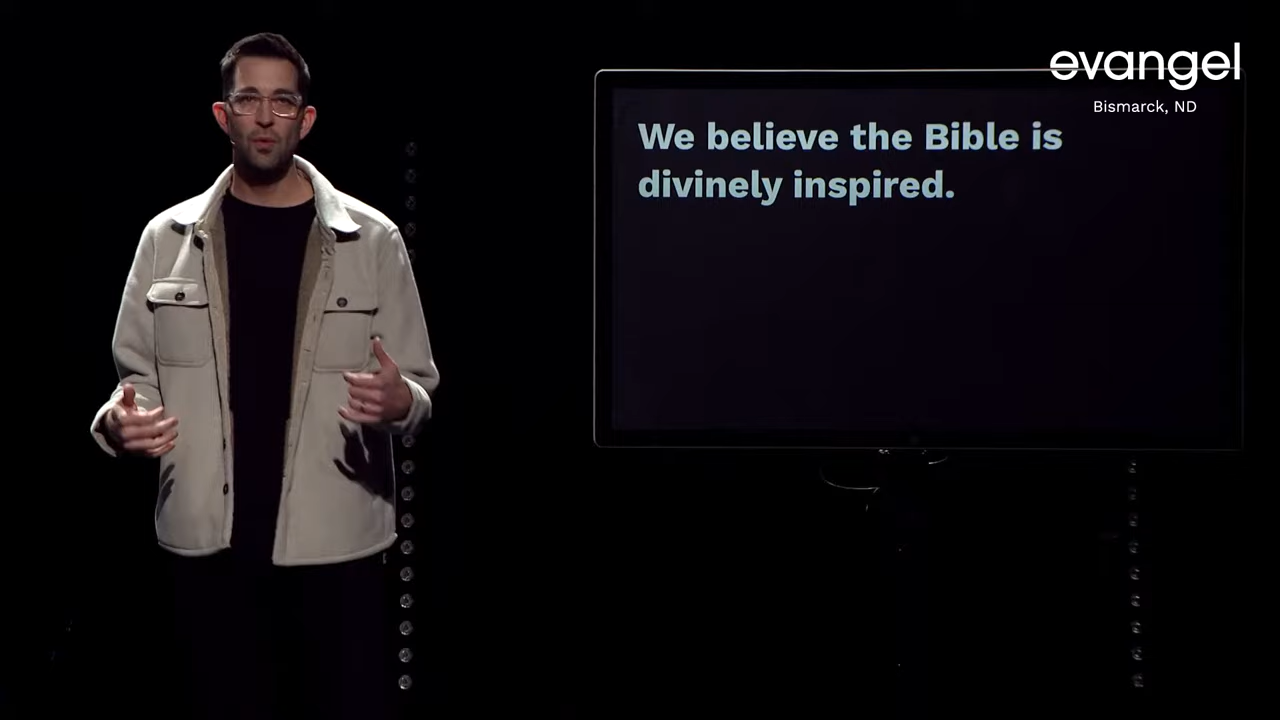 evangel
Bismarck, ND
We believe the Bible is
divinely inspired.